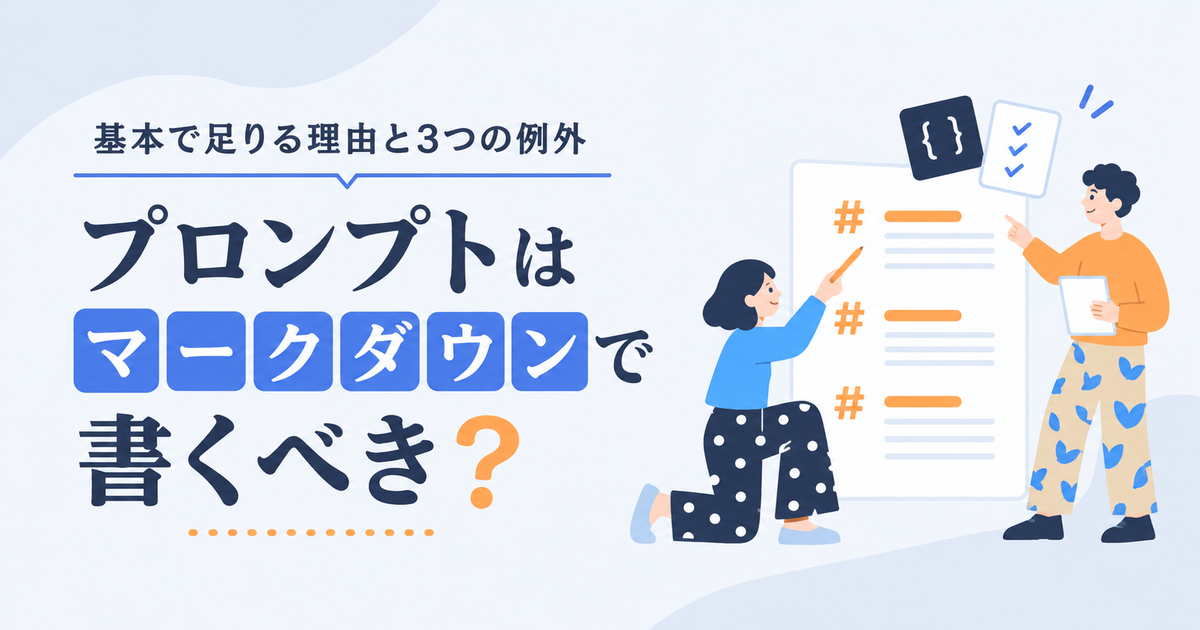 基本で足りる理由と3つの例外
プロンプトは
マークダウンで
書くべき?
{ }
#
#
#